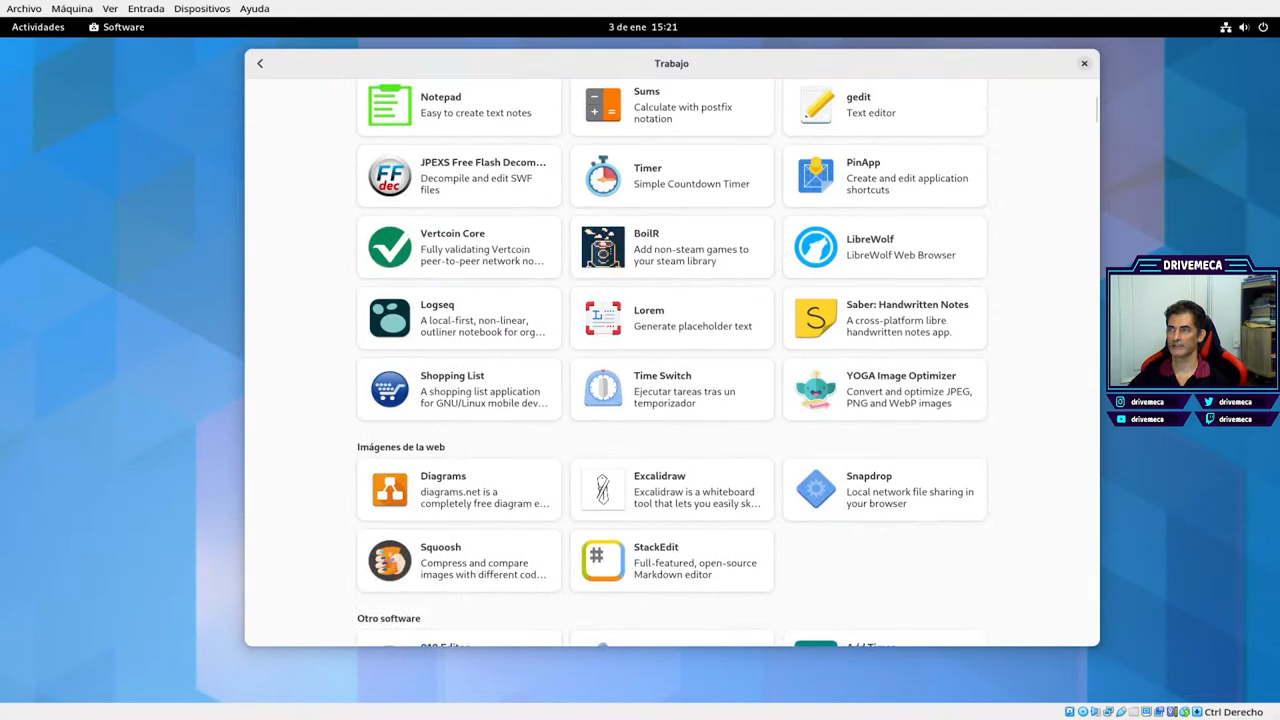 Archivo Máquina Ver Entrada Dispositivos Ayuda
Actividades Software 3 de ene 15:21
Trabajo
Notepad
Easy to create text notes
Sums
Calculate with postfix
notation
gedit
Text editor
JPEXS Free Flash Decom...
Decompile and edit SWF
files
FF
dec
Timer
Simple Countdown Timer
PinApp
Create and edit application
shortcuts
Vertcoin Core
Fully validating Vertcoin
peer-to-peer network no...
BoilR
Add non-steam games to
your steam library
LibreWolf
LibreWolf Web Browser
Logseq
A local-first, non-linear,
outliner notebook for org...
Lorem
Generate placeholder text
S
Saber: Handwritten Notes
A cross-platform libre
handwritten notes app.
Shopping List
A shopping list application
for GNU/Linux mobile dev...
Time Switch
Ejecutar tareas tras un
temporizador
YOGA Image Optimizer
Convert and optimize JPEG,
PNG and WebP images
Imágenes de la web
Diagrams
diagrams.net is a
completely free diagram e...
Excalidraw
Excalidraw is a whiteboard
tool that lets you easily sk...
Snapdrop
Local network file sharing in
your browser
Squoosh
Compress and compare
images with different cod...
#
StackEdit
Full-featured, open-source
Markdown editor
Otro software
DRIVEMECA
drivemeca drivemeca
drivemeca drivemeca
Ctrl Derecho